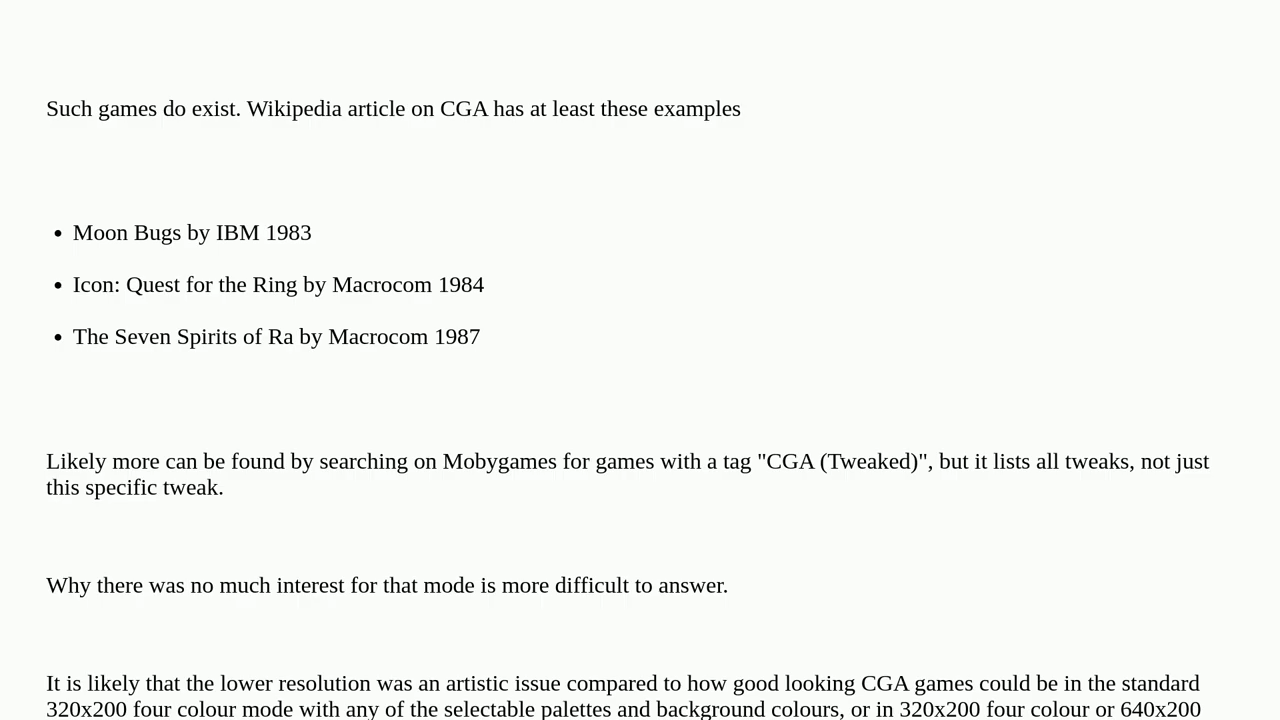 Such games do exist. Wikipedia article on CGA has at least these examples
• Moon Bugs by IBM 1983
• Icon: Quest for the Ring by Macrocom 1984
• The Seven Spirits of Ra by Macrocom 1987
Likely more can be found by searching on Mobygames for games with a tag "CGA (Tweaked)", but it lists all tweaks, not just
this specific tweak.
Why there was no much interest for that mode is more difficult to answer.
It is likely that the lower resolution was an artistic issue compared to how good looking CGA games could be in the standard
320x200 four colour mode with any of the selectable palettes and background colours, or in 320x200 four colour or 640x200